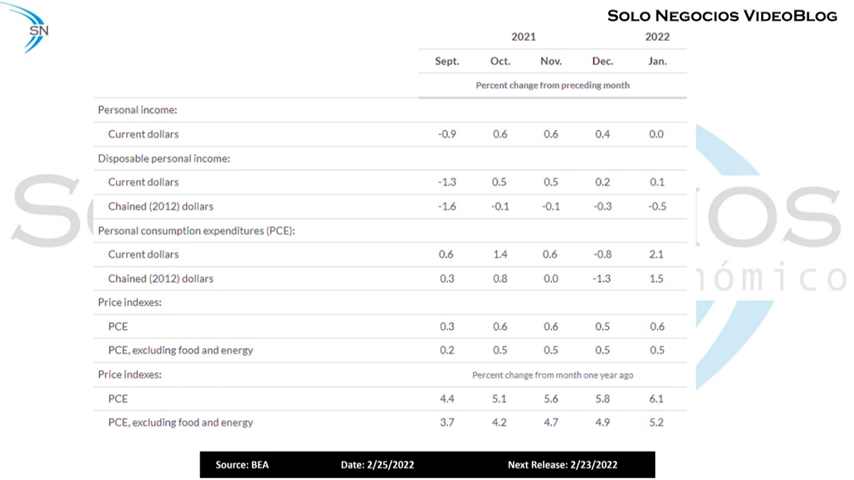 SN
SOLO NEGOCIOS VIDEOBLOG
2021 2022
Sept. Oct. Nov. Dec. Jan.
Percent change from preceding month
Personal income:
Current dollars -0.9 0.6 0.6 0.4 0.0
Disposable personal income:
Current dollars -1.3 0.5 0.5 0.2 0.1
Chained (2012) dollars -1.6 -0.1 -0.1 -0.3 -0.5
Personal consumption expenditures (PCE):
Current dollars 0.6 1.4 0.6 -0.8 2.1
Chained (2012) dollars 0.3 0.8 0.0 -1.3 1.5
Price indexes:
PCE 0.3 0.6 0.6 0.5 0.6
PCE, excluding food and energy 0.2 0.5 0.5 0.5 0.5
Price indexes: Percent change from month one year ago
PCE 4.4 5.1 5.6 5.8 6.1
PCE, excluding food and energy 3.7 4.2 4.7 4.9 5.2
Source: BEA Date: 2/25/2022 Next Release: 2/23/2022